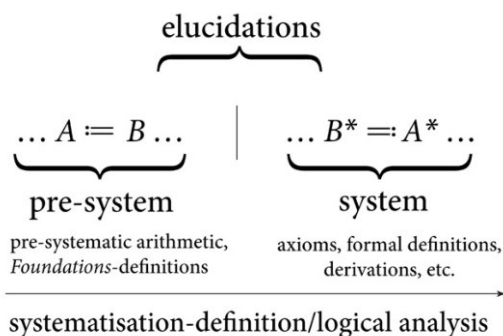 elucidations
… A ≔ B … | … B* ≕ A* …
pre-system system
pre-systematic arithmetic, axioms, formal definitions,
Foundations-definitions derivations, etc.
systematisation-definition/logical analysis